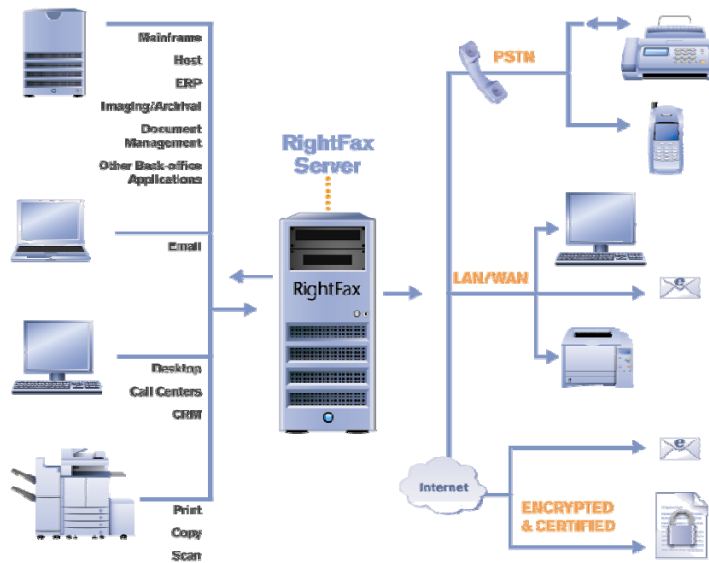 Mainframe
Host
ERP
Imaging/Archival
Document
Management
Other Back-office
Applications
Email
Desktop
Call Centers
CRM
Print
Copy
Scan
RightFax
Server
RightFax
PSTN
LAN/WAN
e
Internet
e
ENCRYPTED
& CERTIFIED